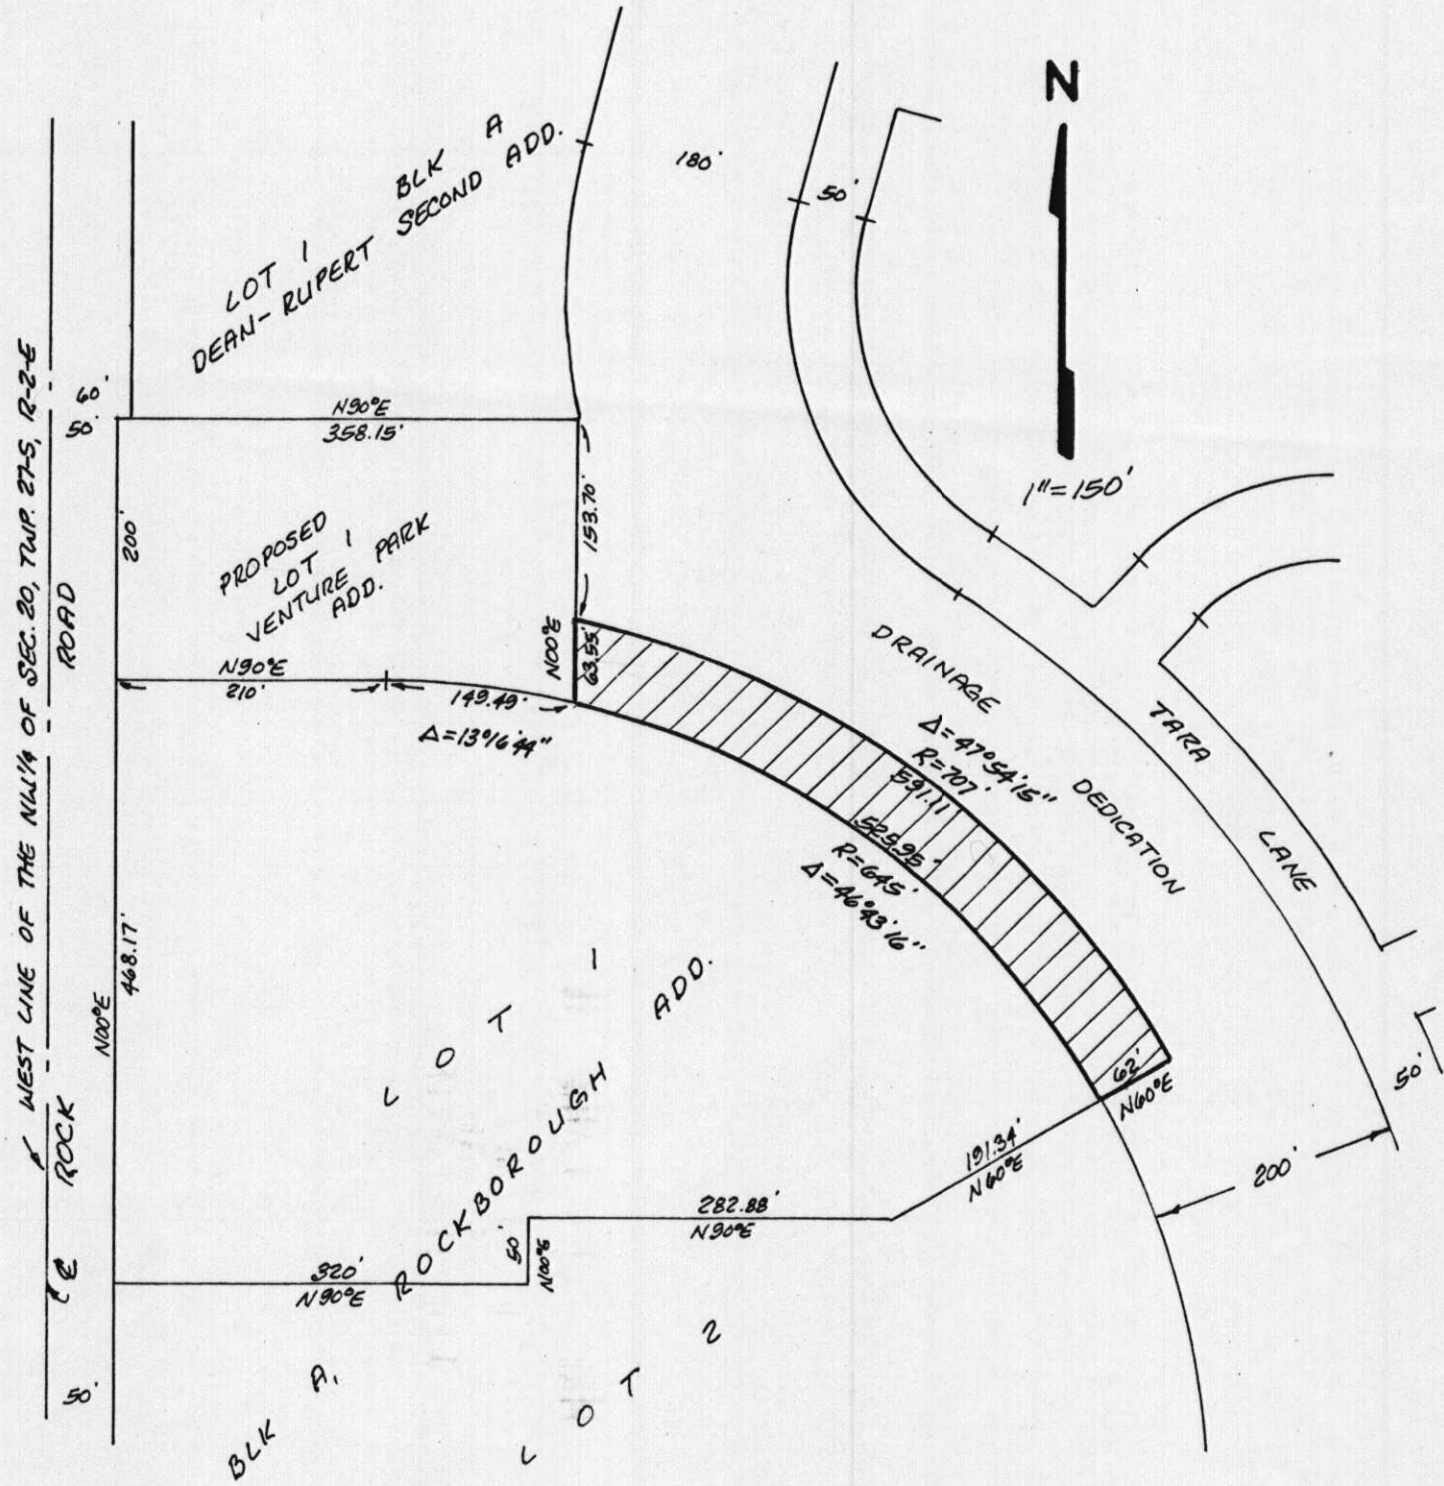 N
1"=150'
BLK A
LOT 1
DEAN-RUPERT SECOND ADD.
180'
50'
60'
50'
N90°E
358.15'
WEST LINE OF THE NW1/4 OF SEC. 20, TWP. 27-S, R-2-E
200'
ROAD
PROPOSED
LOT 1
VENTURE PARK
ADD.
153.70'
N00°E
63.55'
N90°E
210'
149.49'
Δ=13°16'44"
DRAINAGE
DEDICATION
Δ=47°54'15"
R=707'
591.11'
525.95'
R=645'
Δ=46°43'16"
TARA
LANE
468.17'
N00°E
LOT 1
ROCKBOROUGH ADD.
62'
N60°E
50'
191.34'
N60°E
200'
℄ ROCK
282.88'
N90°E
50'
N00°E
320'
N90°E
50'
BLK A,
LOT 2